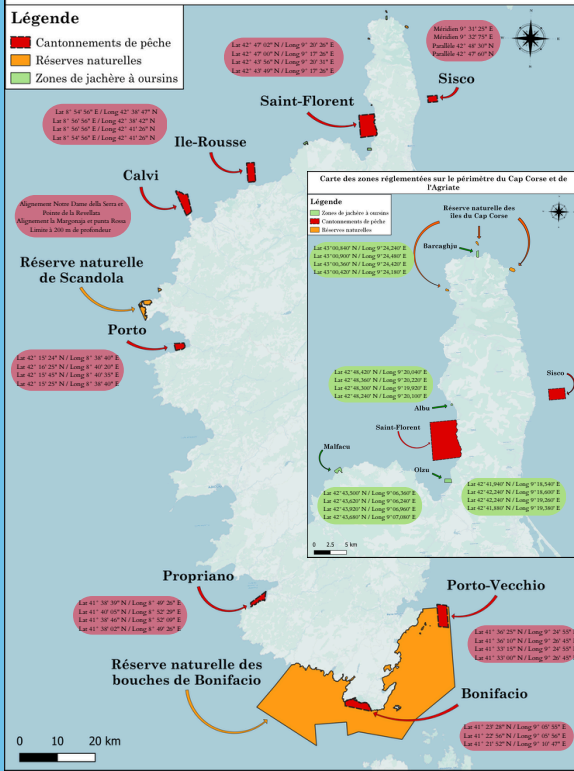 Légende
Cantonnements de pêche
Réserves naturelles
Zones de jachère à oursins
Lat 42° 47' 02" N / Long 9° 20' 26" E
Lat 42° 47' 00" N / Long 9° 17' 26" E
Lat 42° 43' 56" N / Long 9° 20' 31" E
Lat 42° 43' 49" N / Long 9° 17' 26" E
Méridien 9° 31' 25" E
Méridien 9° 32' 75" E
Parallèle 42° 48' 30" N
Parallèle 42° 47' 60" N
Sisco
Saint-Florent
Lat 8° 54' 56" E / Long 42° 38' 47" N
Lat 8° 56' 56" E / Long 42° 38' 42" N
Lat 8° 56' 56" E / Long 42° 41' 26" N
Lat 8° 54' 56" E / Long 42° 41' 26" N
Ile-Rousse
Calvi
Alignement Notre Dame della Serra et
Pointe de la Revellata
Alignement le Margonaja et punta Rossa
Limite à 200 m de profondeur
Réserve naturelle
de Scandola
Porto
Lat 42° 15' 24" N / Long 8° 38' 40" E
Lat 42° 16' 25" N / Long 8° 40' 20" E
Lat 42° 15' 45" N / Long 8° 40' 35" E
Lat 42° 15' 25" N / Long 8° 38' 40" E
Carte des zones réglementées sur le périmètre du Cap Corse et de
l'Agriate
Légende
Zones de jachère à oursins
Cantonnements de pêche
Réserves naturelles
Réserve naturelle des
îles du Cap Corse
Barcaghju
Lat 43°00,840' N / Long 9°24,240' E
Lat 43°00,900' N / Long 9°24,480' E
Lat 43°00,360' N / Long 9°24,420' E
Lat 43°00,420' N / Long 9°24,180' E
Lat 42°48,420' N / Long 9°20,040' E
Lat 42°48,360' N / Long 9°20,220' E
Lat 42°48,300' N / Long 9°19,920' E
Lat 42°48,240' N / Long 9°20,100' E
Sisco
Albu
Saint-Florent
Malfacu
Olzu
Lat 42°43,500' N / Long 9°06,360' E
Lat 42°43,620' N / Long 9°06,240' E
Lat 42°43,920' N / Long 9°06,960' E
Lat 42°43,680' N / Long 9°07,080' E
Lat 42°41,940' N / Long 9°18,540' E
Lat 42°42,240' N / Long 9°18,600' E
Lat 42°42,240' N / Long 9°19,260' E
Lat 42°41,880' N / Long 9°19,380' E
0 2.5 5 km
Propriano
Lat 41° 38' 39" N / Long 8° 49' 26" E
Lat 41° 40' 05" N / Long 8° 52' 29" E
Lat 41° 38' 46" N / Long 8° 52' 09" E
Lat 41° 38' 02" N / Long 8° 49' 26" E
Porto-Vecchio
Lat 41° 36' 25" N / Long 9° 24' 55" E
Lat 41° 36' 10" N / Long 9° 26' 45" E
Lat 41° 33' 15" N / Long 9° 24' 55" E
Lat 41° 33' 00" N / Long 9° 26' 45" E
Réserve naturelle des
bouches de Bonifacio
Bonifacio
Lat 41° 23' 28" N / Long 9° 05' 55" E
Lat 41° 22' 56" N / Long 9° 05' 56" E
Lat 41° 21' 52" N / Long 9° 10' 47" E
0 10 20 km